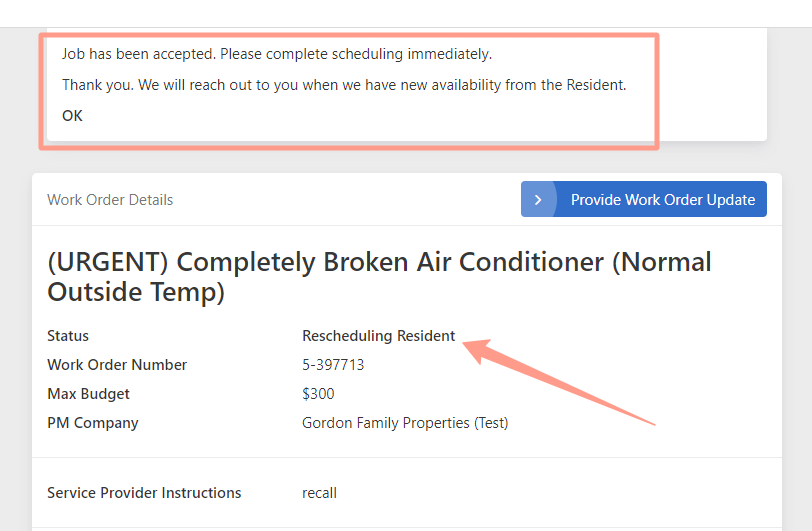 Job has been accepted. Please complete scheduling immediately.
Thank you. We will reach out to you when we have new availability from the Resident.
OK
Work Order Details
Provide Work Order Update
(URGENT) Completely Broken Air Conditioner (Normal
Outside Temp)
Status Rescheduling Resident
Work Order Number 5-397713
Max Budget $300
PM Company Gordon Family Properties (Test)
Service Provider Instructions recall